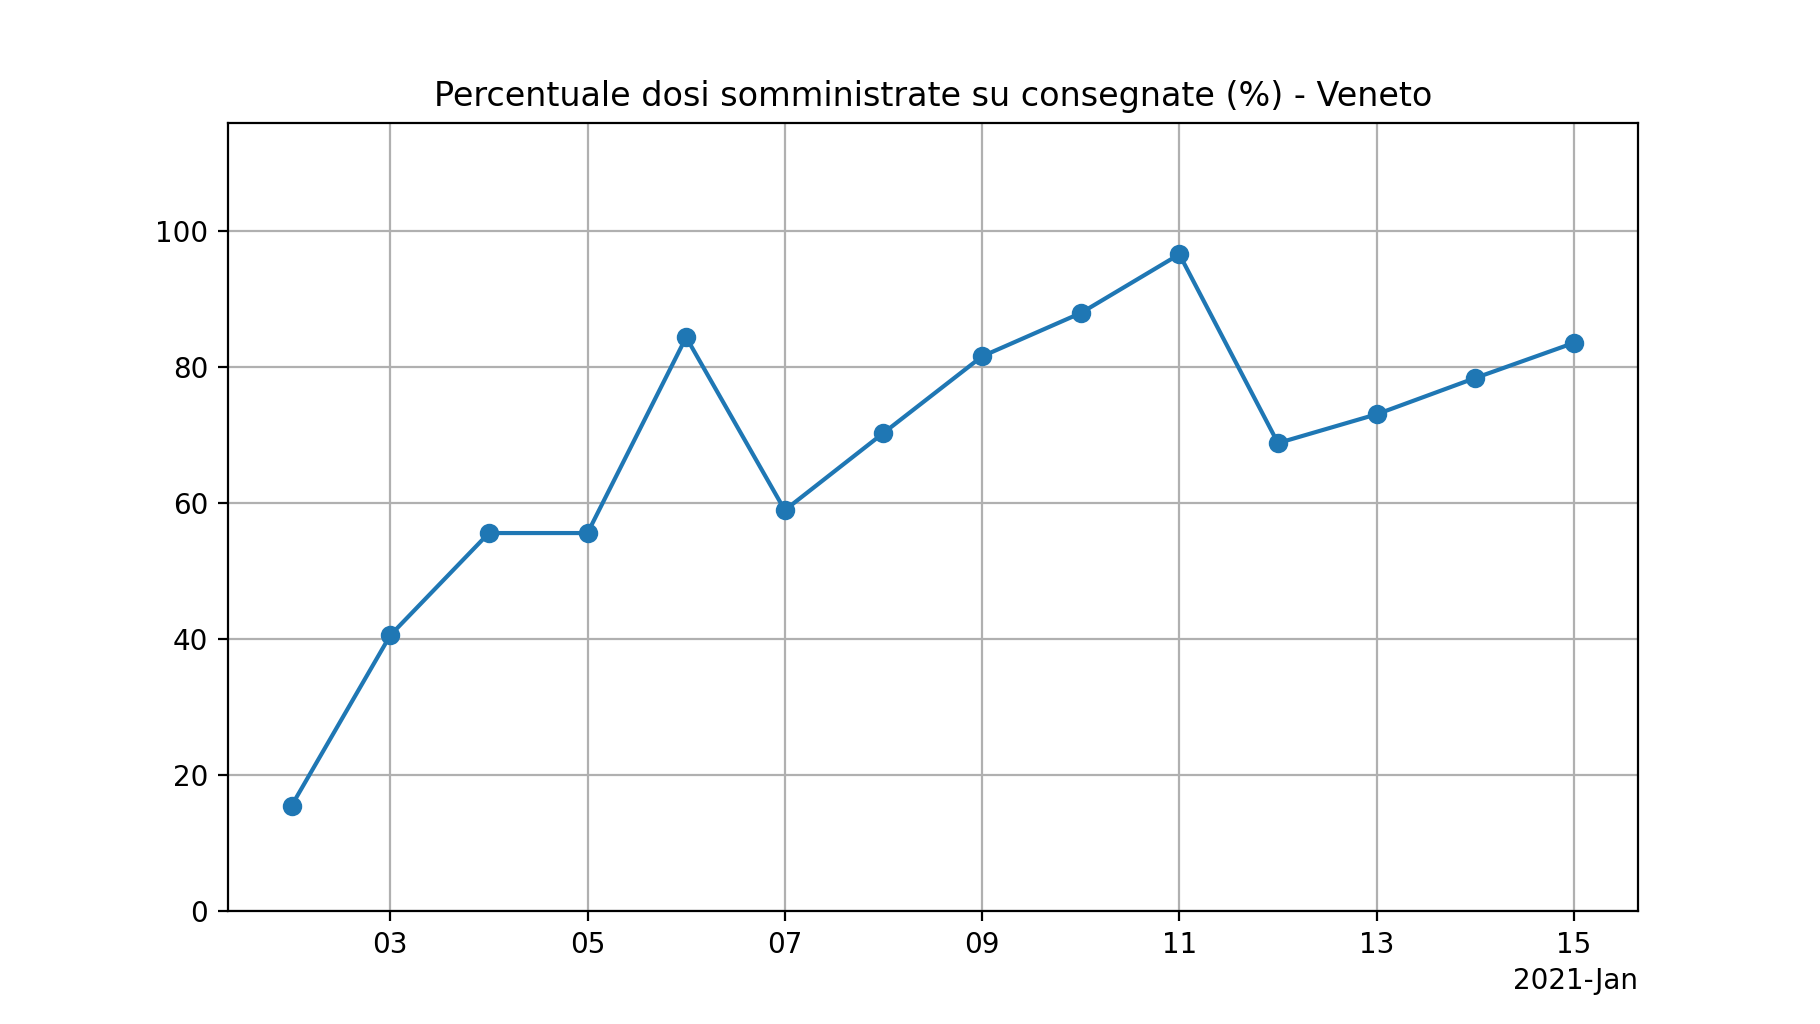 Percentuale dosi somministrate su consegnate (%) - Veneto
100
80
60
40
20
0
03 05 07 09 11 13 15
2021-Jan